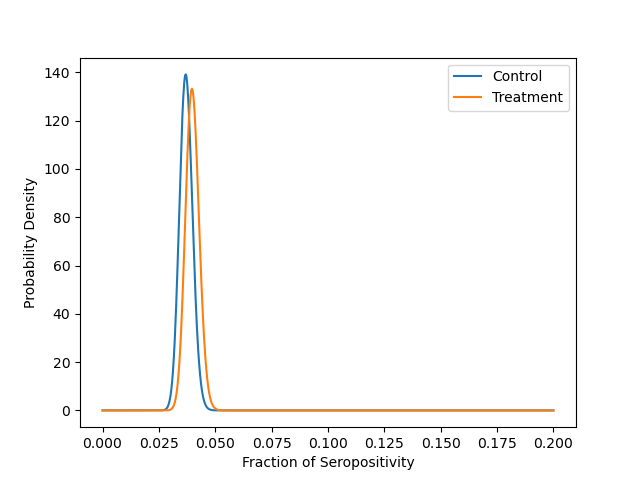 Control
Treatment
140
120
100
80
60
40
20
0
Probability Density
0.000 0.025 0.050 0.075 0.100 0.125 0.150 0.175 0.200
Fraction of Seropositivity